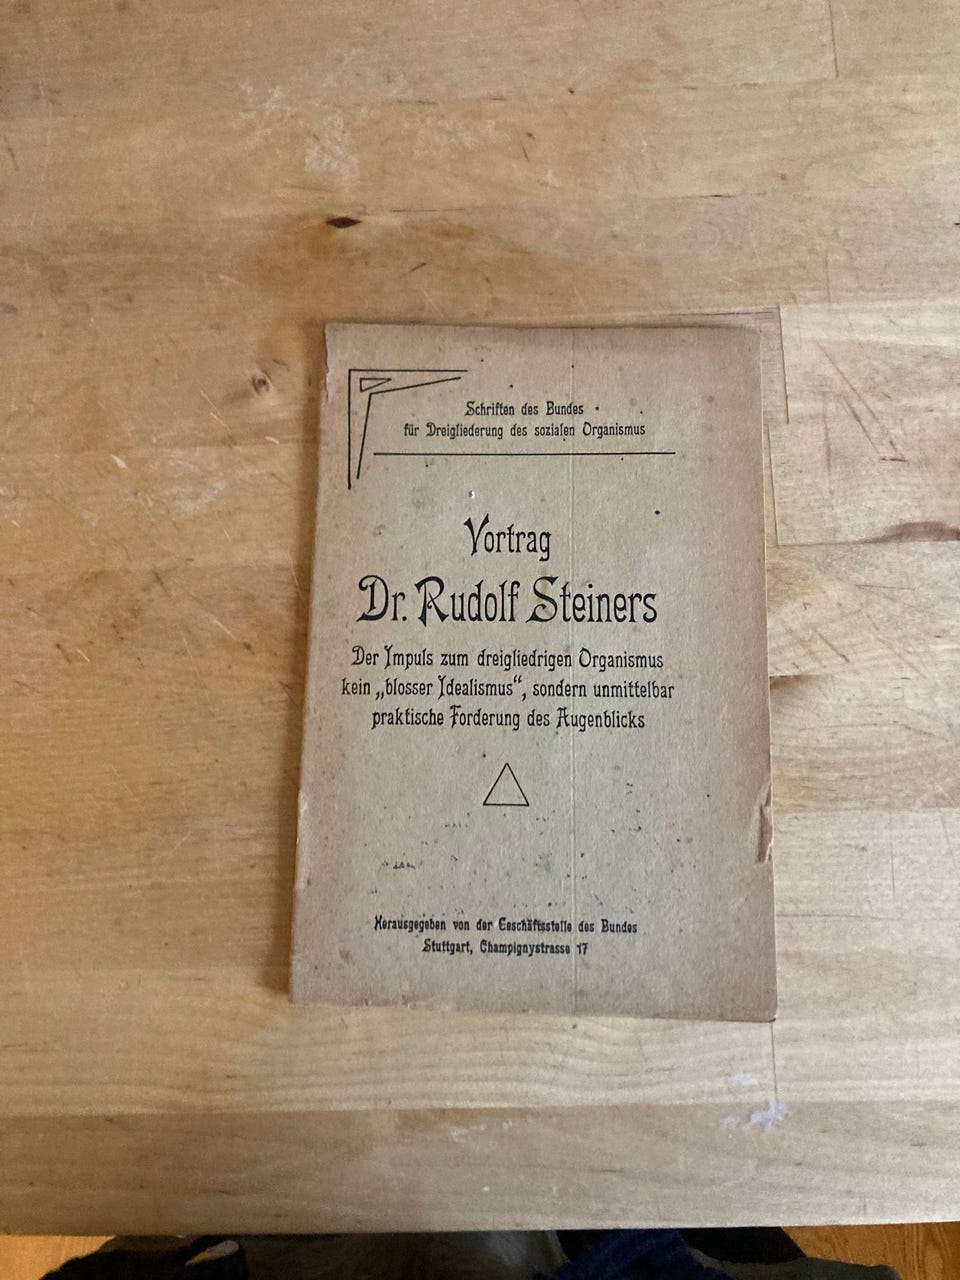 Schriften des Bundes
für Dreigliederung des sozialen Organismus
Vortrag
Dr. Rudolf Steiners
Der Impuls zum dreigliedrigen Organismus
kein „blosser Idealismus“, sondern unmittelbar
praktische Forderung des Augenblicks
Herausgegeben von der Geschäftsstelle des Bundes
Stuttgart, Champignystrasse 17